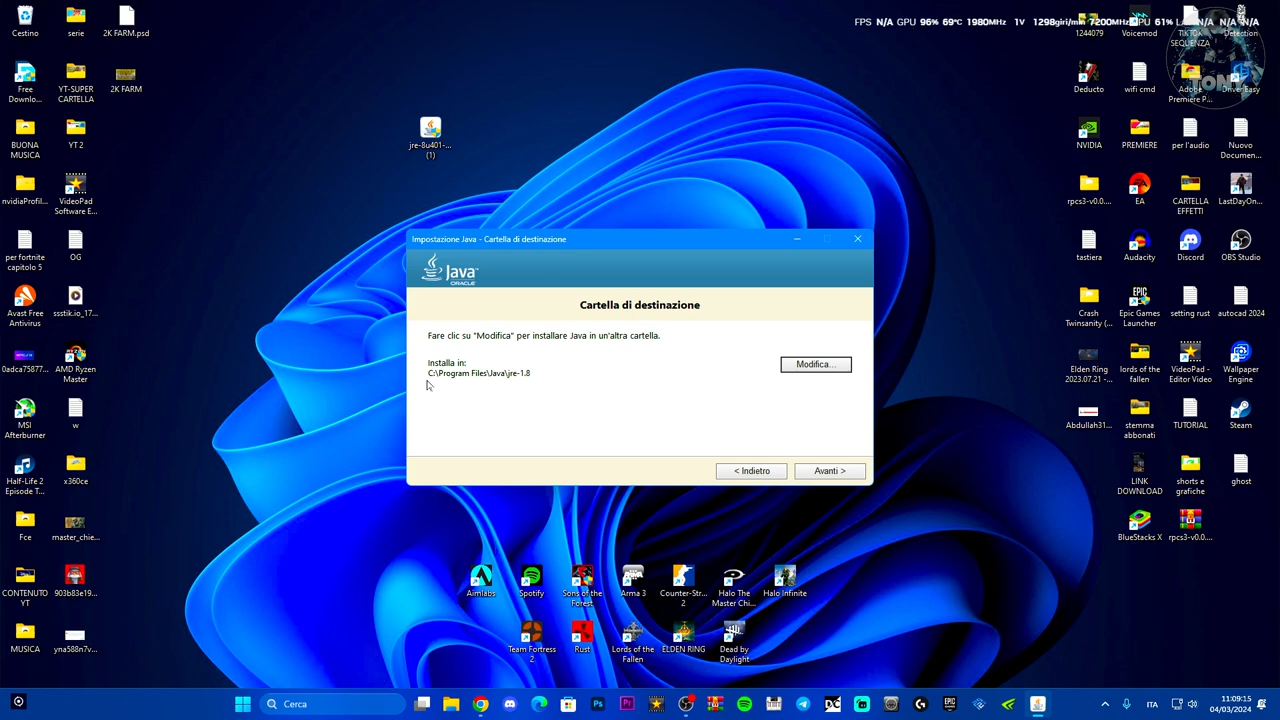 FPS N/A GPU 96% 69°C 1980MHz 1V 1298giri/min 7200MHz CPU 61% N/A N/A N/A
Cestino
serie
2K FARM.psd
1244079
Voicemod
TIKTOK SEQUENZA
Detection
Free Downlo...
YT-SUPER CARTELLA
2K FARM
Deducto
wifi cmd
Adobe Premiere P...
Driver Easy
TONY
jre-8u401-... (1)
BUONA MUSICA
YT 2
NVIDIA
PREMIERE
per l'audio
Nuovo Documen...
nvidiaProfil...
VideoPad Software E...
rpcs3-v0.0...
EA
CARTELLA EFFETTI
LastDayOn...
per fortnite capitolo 5
OG
tastiera
Audacity
Discord
OBS Studio
Impostazione Java - Cartella di destinazione
Java
ORACLE
Cartella di destinazione
Fare clic su "Modifica" per installare Java in un'altra cartella.
Installa in:
C:\Program Files\Java\jre-1.8
Modifica...
< Indietro
Avanti >
Avast Free Antivirus
ssstik.io_17...
Crash Twinsanity (...
Epic Games Launcher
setting rust
autocad 2024
0adca75877...
AMD Ryzen Master
Elden Ring 2023.07.21 -...
lords of the fallen
VideoPad - Editor Video
Wallpaper Engine
MSI Afterburner
w
Abdullah31...
stemma abbonati
TUTORIAL
Steam
Half-Life 2 Episode T...
x360ce
LINK DOWNLOAD
shorts e grafiche
ghost
Fce
master_chie...
BlueStacks X
rpcs3-v0.0...
CONTENUTO YT
903b83e19...
Aimlabs
Spotify
Sons of the Forest
Arma 3
Counter-Str... 2
Halo The Master Chi...
Halo Infinite
MUSICA
yna588n7v...
Team Fortress 2
Rust
Lords of the Fallen
ELDEN RING
Dead by Daylight
Cerca
ITA
11:09:15
04/03/2024